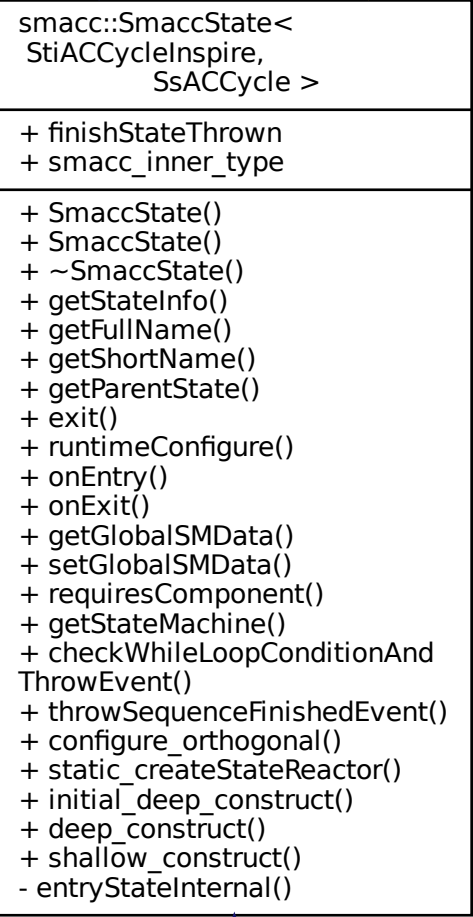 smacc::SmaccState<
StiACCycleInspire,
SsACCycle >
+ finishStateThrown
+ smacc_inner_type
+ SmaccState()
+ SmaccState()
+ ~SmaccState()
+ getStateInfo()
+ getFullName()
+ getShortName()
+ getParentState()
+ exit()
+ runtimeConfigure()
+ onEntry()
+ onExit()
+ getGlobalSMData()
+ setGlobalSMData()
+ requiresComponent()
+ getStateMachine()
+ checkWhileLoopConditionAnd
ThrowEvent()
+ throwSequenceFinishedEvent()
+ configure_orthogonal()
+ static_createStateReactor()
+ initial_deep_construct()
+ deep_construct()
+ shallow_construct()
- entryStateInternal()